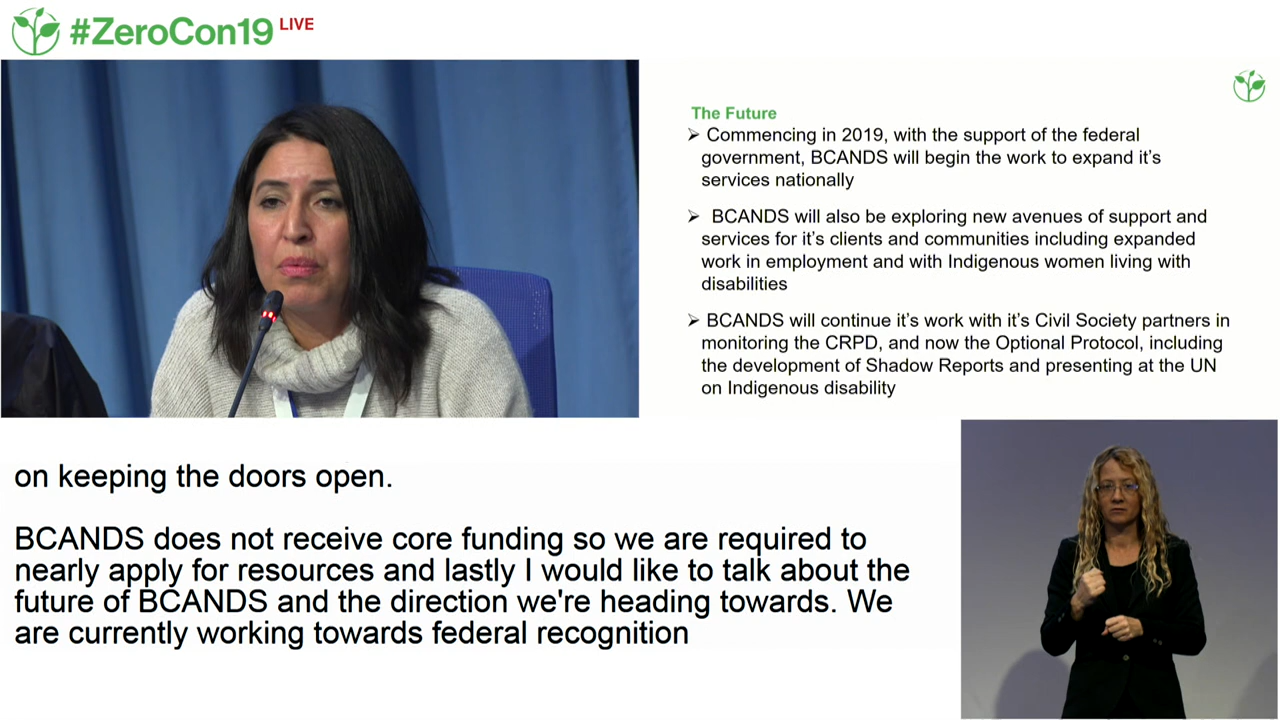 #ZeroCon19 LIVE
The Future
➢ Commencing in 2019, with the support of the federal
government, BCANDS will begin the work to expand it's
services nationally
➢ BCANDS will also be exploring new avenues of support and
services for it's clients and communities including expanded
work in employment and with Indigenous women living with
disabilities
➢ BCANDS will continue it's work with it's Civil Society partners in
monitoring the CRPD, and now the Optional Protocol, including
the development of Shadow Reports and presenting at the UN
on Indigenous disability
on keeping the doors open.
BCANDS does not receive core funding so we are required to
nearly apply for resources and lastly I would like to talk about the
future of BCANDS and the direction we're heading towards. We
are currently working towards federal recognition